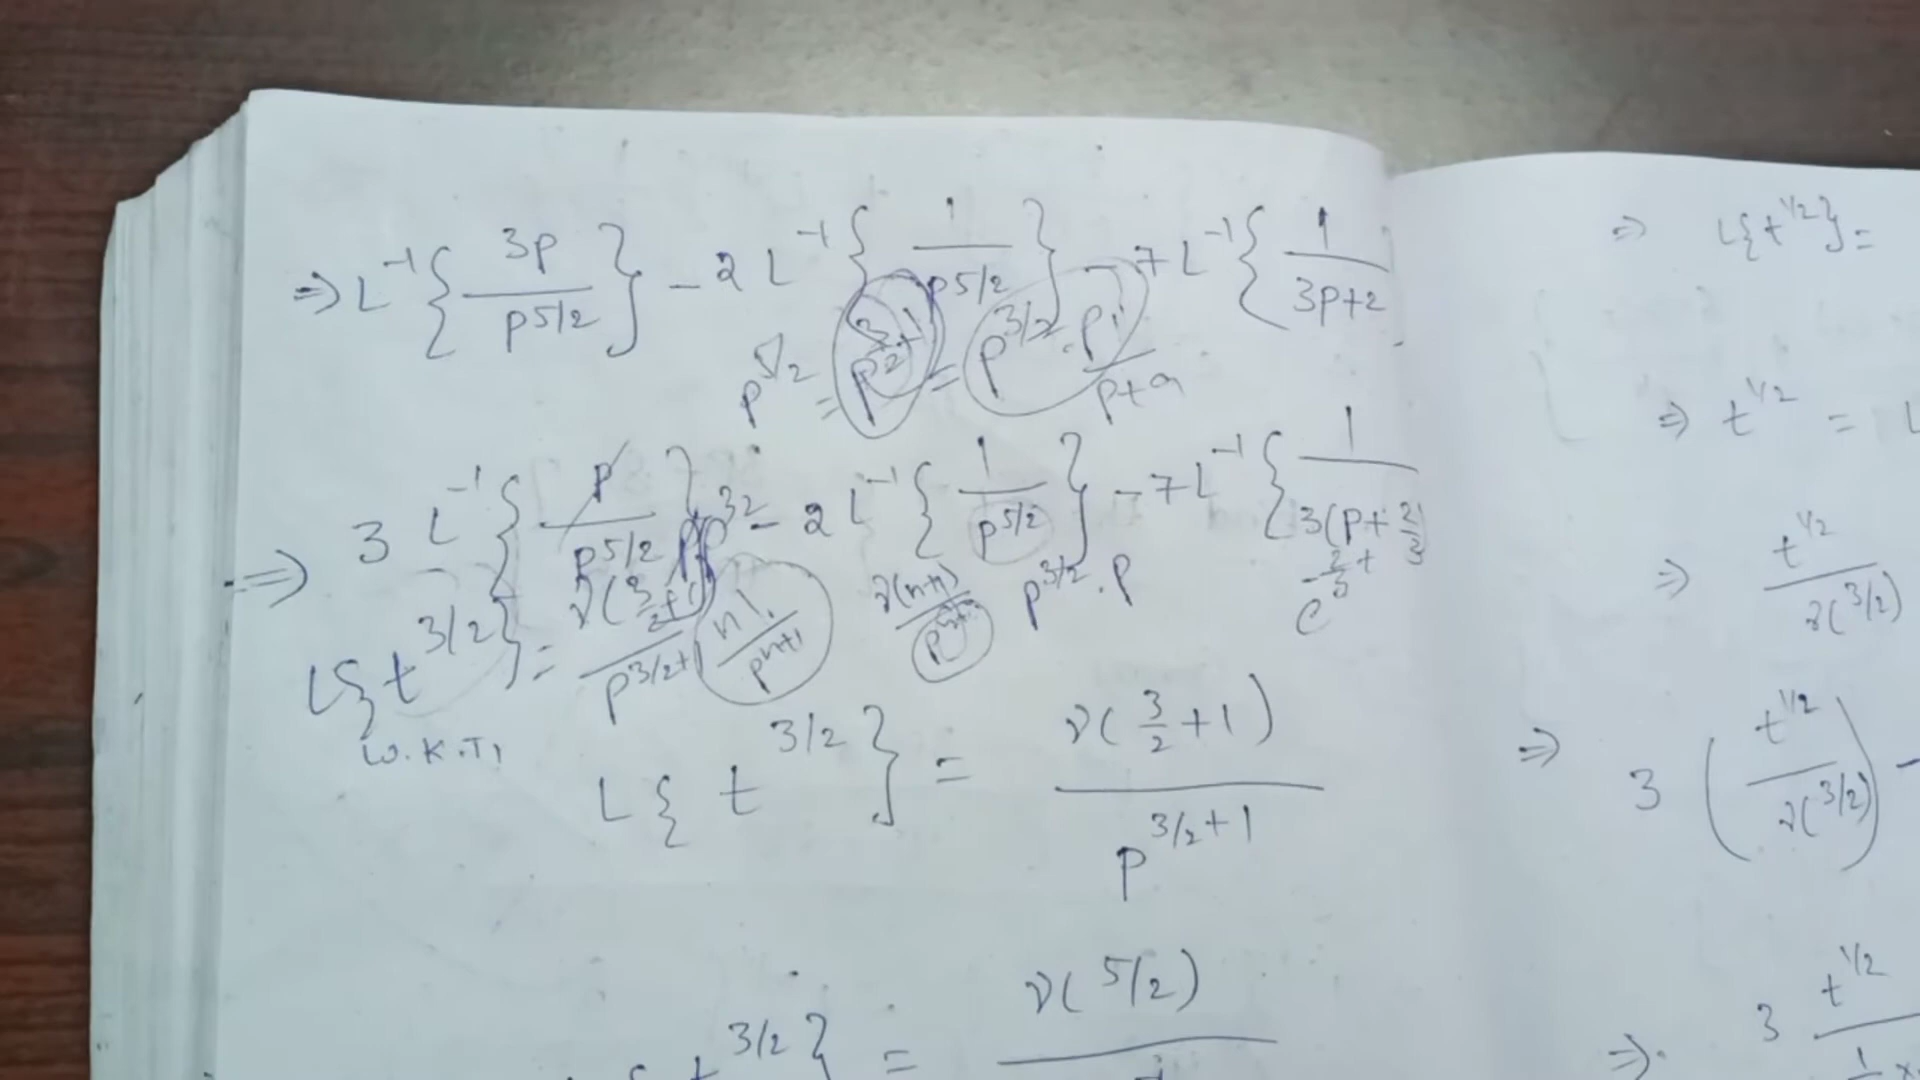 ⇒ L⁻¹{ 3p / p^5/2 } - 2 L⁻¹{ 1 / p^5/2 } - 7 L⁻¹{ 1 / 3p+2
p^5/2 = p^3/2+1 = p^3/2 . p¹
p+a
⇒ 3 L⁻¹{ p / p^5/2 } - 2 L⁻¹{ 1 / p^5/2 } - 7 L⁻¹{ 1 / 3(p+2/3)
p^3/2 . p
e^-2/3 t
L{ t^3/2 } = γ(3/2+1) / p^3/2+1
n! / p^n+1
γ(n+1) / p^n+1
W.K.T,
L{ t^3/2 } = γ(3/2+1) / p^3/2+1
t^3/2 } = γ(5/2)
⇒ L{t^1/2} =
⇒ t^1/2 = L
⇒ t^1/2 / γ(3/2)
⇒ 3 ( t^1/2 / γ(3/2) ) -
⇒ 3 t^1/2